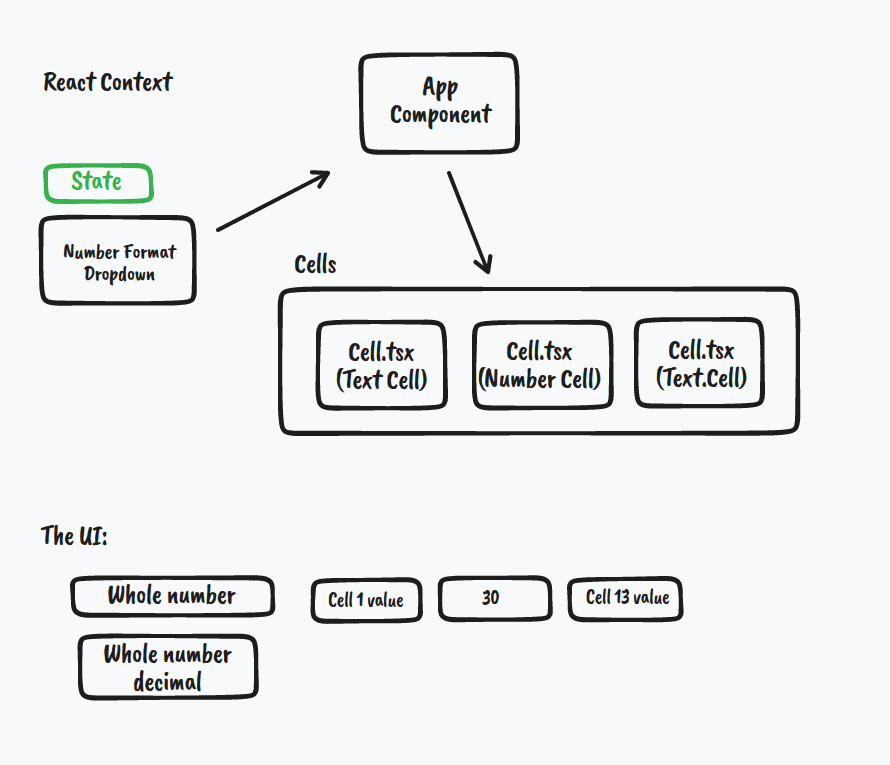 React Context
App
Component
State
Number Format
Dropdown
Cells
Cell.tsx
(Text Cell)
Cell.tsx
(Number Cell)
Cell.tsx
(Text.Cell)
The UI:
Whole number
Cell 1 value
30
Cell 13 value
Whole number
decimal